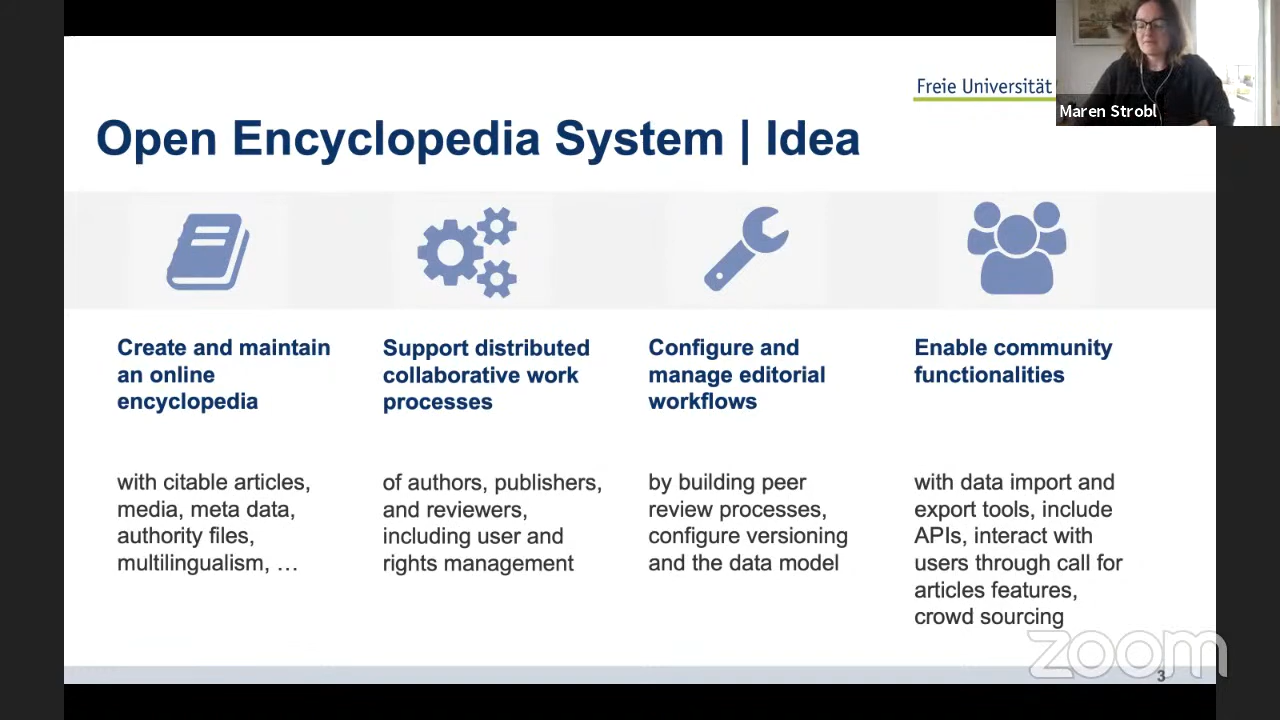 Freie Universität
Maren Strobl
Open Encyclopedia System | Idea
Create and maintain
an online
encyclopedia
with citable articles,
media, meta data,
authority files,
multilingualism, …
Support distributed
collaborative work
processes
of authors, publishers,
and reviewers,
including user and
rights management
Configure and
manage editorial
workflows
by building peer
review processes,
configure versioning
and the data model
Enable community
functionalities
with data import and
export tools, include
APIs, interact with
users through call for
articles features,
crowd sourcing
zoom
3